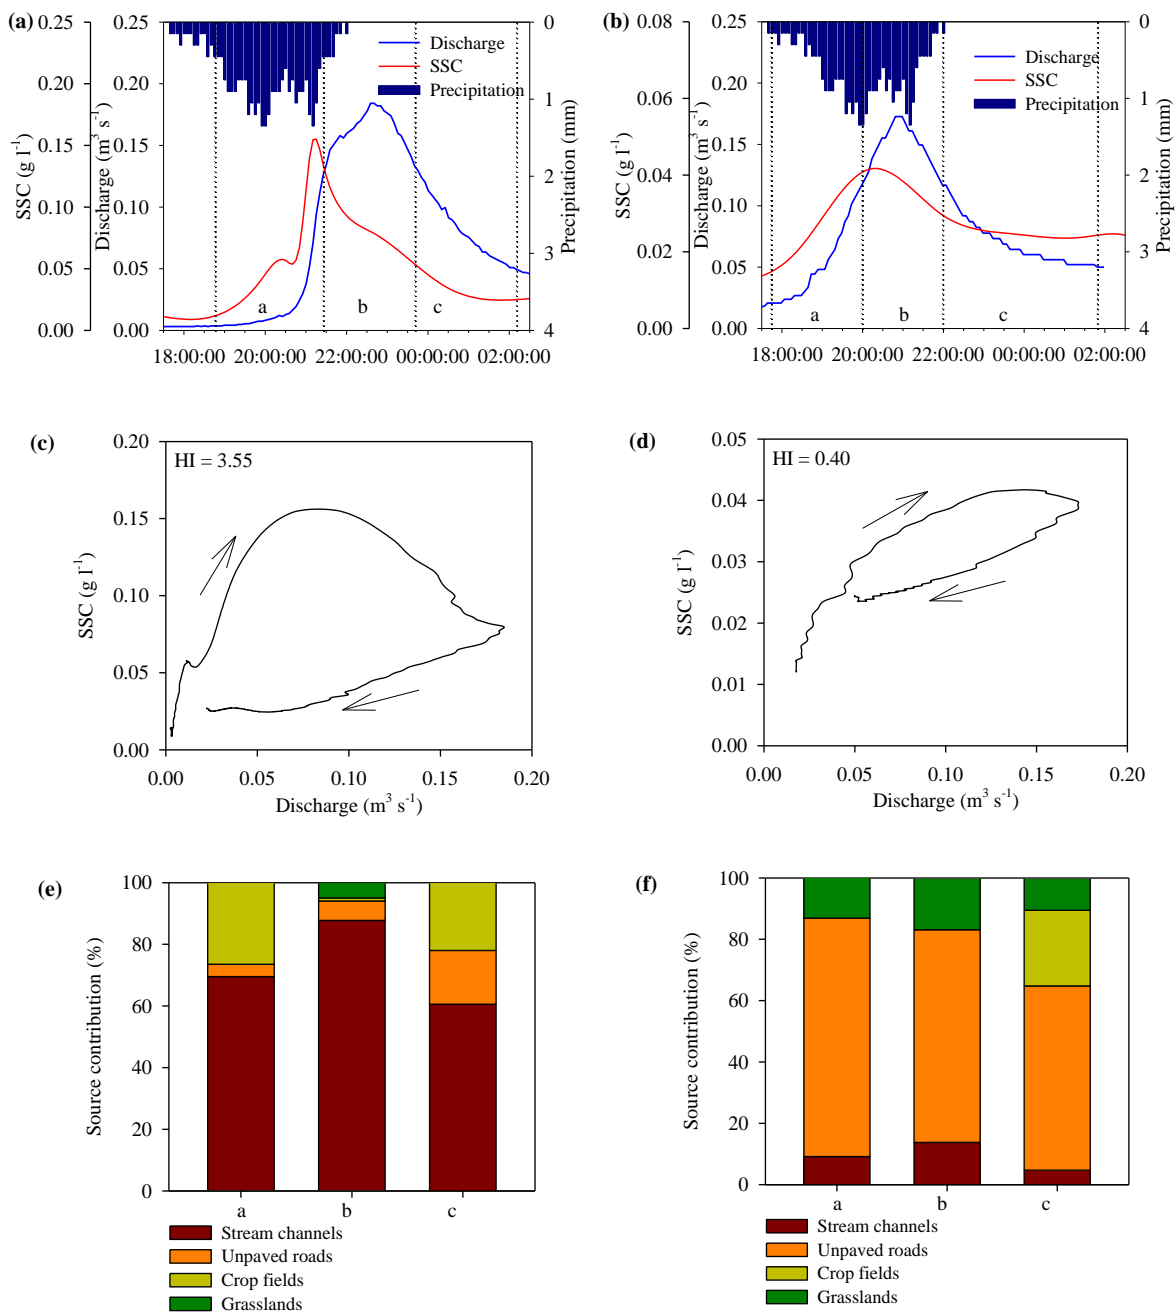 (a)
0.25
0.20
0.15
0.10
0.05
0.00
SSC (g l-1)
0.25
0.20
0.15
0.10
0.05
0.00
Discharge (m3 s-1)
Discharge
SSC
Precipitation
a
b
c
0
1
2
3
4
Precipitation (mm)
18:00:00 20:00:00 22:00:00 00:00:00 02:00:00
(b)
0.08
0.06
0.04
0.02
0.00
SSC (g l-1)
0.25
0.20
0.15
0.10
0.05
0.00
Discharge (m3 s-1)
Discharge
SSC
Precipitation
a
b
c
0
1
2
3
4
Precipitation (mm)
18:00:00 20:00:00 22:00:00 00:00:00 02:00:00
(c)
HI = 3.55
0.20
0.15
0.10
0.05
0.00
SSC (g l-1)
0.00 0.05 0.10 0.15 0.20
Discharge (m3 s-1)
(d)
HI = 0.40
0.05
0.04
0.03
0.02
0.01
0.00
SSC (g l-1)
0.00 0.05 0.10 0.15 0.20
Discharge (m3 s-1)
(e)
100
80
60
40
20
0
Source contribution (%)
a b c
Stream channels
Unpaved roads
Crop fields
Grasslands
(f)
100
80
60
40
20
0
Source contribution (%)
a b c
Stream channels
Unpaved roads
Crop fields
Grasslands